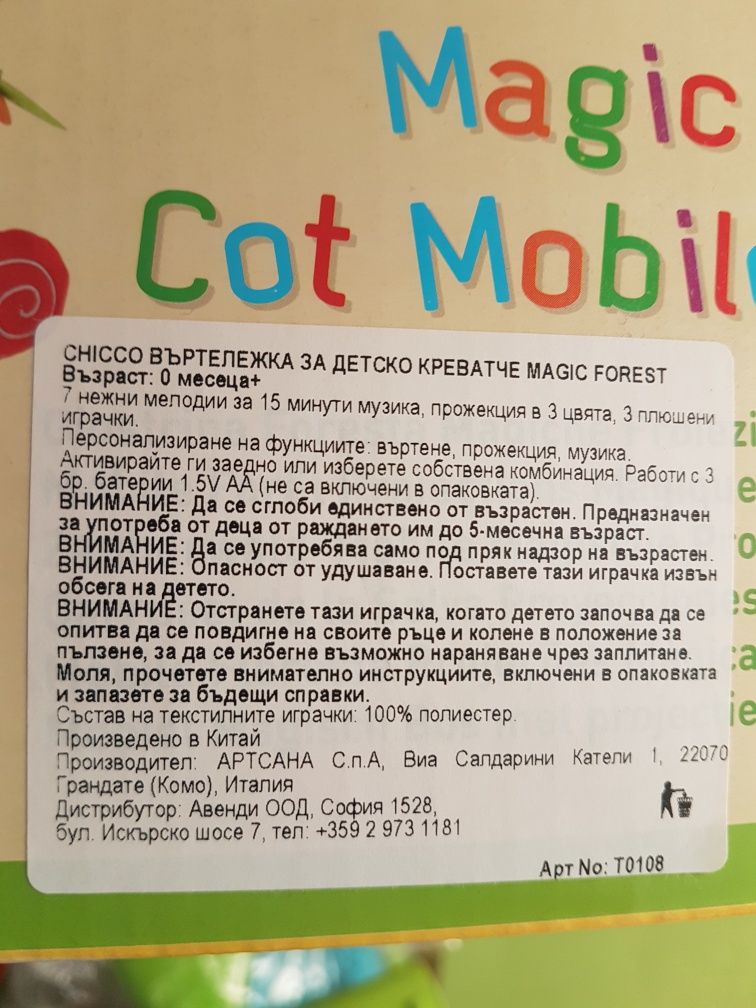 Magic
Cot Mobile
CHICCO ВЪРТЕЛЕЖКА ЗА ДЕТСКО КРЕВАТЧЕ MAGIC FOREST
Възраст: 0 месеца+
7 нежни мелодии за 15 минути музика, прожекция в 3 цвята, 3 плюшени
играчки.
Персонализиране на функциите: въртене, прожекция, музика.
Активирайте ги заедно или изберете собствена комбинация. Работи с 3
бр. батерии 1.5V AA (не са включени в опаковката).
ВНИМАНИЕ: Да се сглоби единствено от възрастен. Предназначен
за употреба от деца от раждането им до 5-месечна възраст.
ВНИМАНИЕ: Да се употребява само под пряк надзор на възрастен.
ВНИМАНИЕ: Опасност от удушаване. Поставете тази играчка извън
обсега на детето.
ВНИМАНИЕ: Отстранете тази играчка, когато детето започва да се
опитва да се повдигне на своите ръце и колене в положение за
пълзене, за да се избегне възможно нараняване чрез заплитане.
Моля, прочетете внимателно инструкциите, включени в опаковката
и запазете за бъдещи справки.
Състав на текстилните играчки: 100% полиестер.
Произведено в Китай
Производител: АРТСАНА С.п.А, Виа Салдарини Катели 1, 22070
Грандате (Комо), Италия
Дистрибутор: Авенди ООД, София 1528,
бул. Искърско шосе 7, тел: +359 2 973 1181
Арт No: T0108